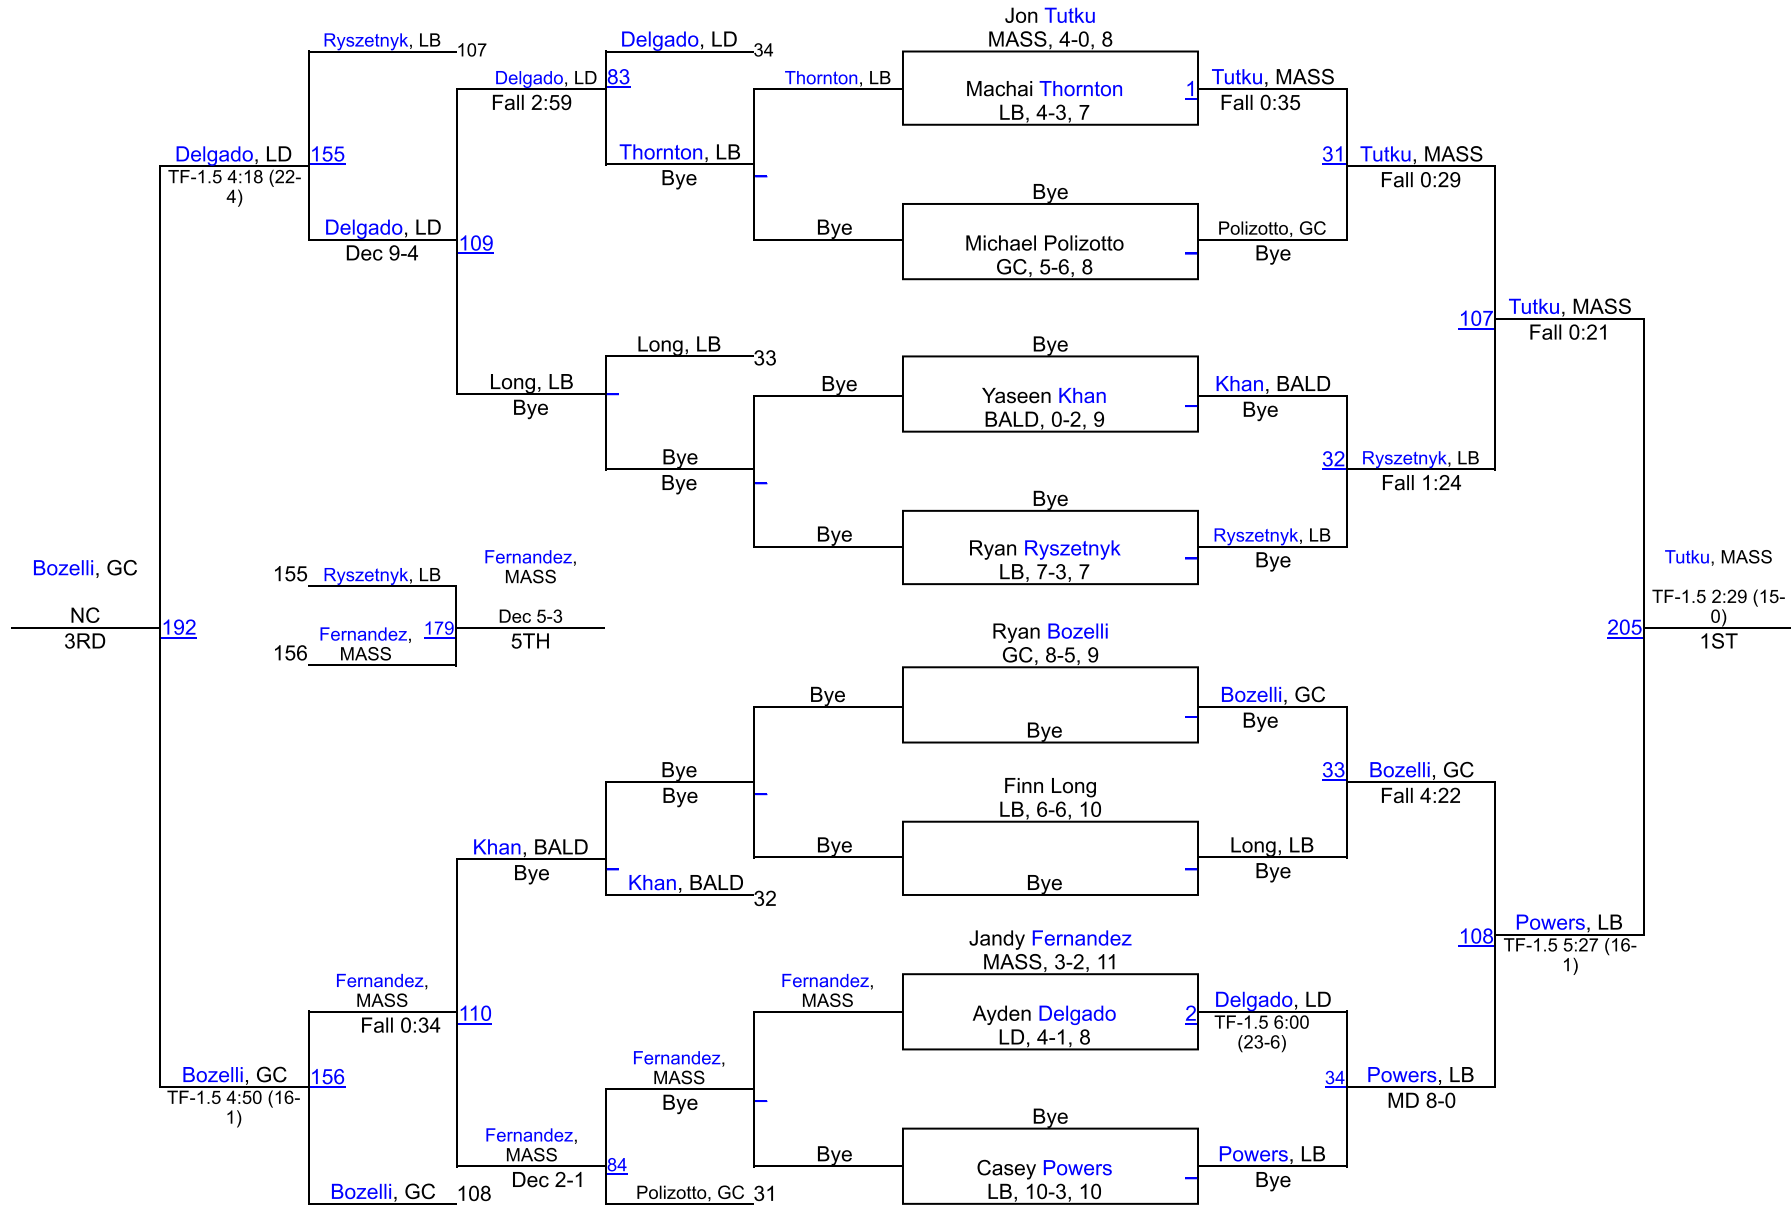 Jon Tutku
MASS, 4-0, 8
Ryszetnyk, LB
107
Delgado, LD
34
Delgado, LD
83
Fall 2:59
Thornton, LB
Machai Thornton
LB, 4-3, 7
1
Tutku, MASS
Fall 0:35
Delgado, LD
155
TF-1.5 4:18 (22-
4)
Thornton, LB
Bye
31
Tutku, MASS
Fall 0:29
Bye
Delgado, LD
109
Dec 9-4
Bye
Michael Polizotto
GC, 5-6, 8
Polizotto, GC
Bye
107
Tutku, MASS
Fall 0:21
Long, LB
33
Bye
Long, LB
Bye
Bye
Yaseen Khan
BALD, 0-2, 9
Khan, BALD
Bye
Bye
Bye
32
Ryszetnyk, LB
Fall 1:24
Bye
Bye
Ryan Ryszetnyk
LB, 7-3, 7
Ryszetnyk, LB
Bye
Bozelli, GC
NC
3RD
192
155
Ryszetnyk, LB
Fernandez,
MASS
179
Dec 5-3
5TH
156
Fernandez,
MASS
Tutku, MASS
TF-1.5 2:29 (15-
0)
205
1ST
Ryan Bozelli
GC, 8-5, 9
Bye
Bozelli, GC
Bye
Bye
Bye
Bye
Finn Long
LB, 6-6, 10
33
Bozelli, GC
Fall 4:22
Khan, BALD
Bye
Bye
Long, LB
Bye
Khan, BALD
32
Bye
Jandy Fernandez
MASS, 3-2, 11
108
Powers, LB
TF-1.5 5:27 (16-
1)
Fernandez,
MASS
Fall 0:34
110
Fernandez,
MASS
Ayden Delgado
LD, 4-1, 8
2
Delgado, LD
TF-1.5 6:00
(23-6)
Bozelli, GC
156
TF-1.5 4:50 (16-
1)
Fernandez,
MASS
Bye
34
Powers, LB
MD 8-0
Bye
Fernandez,
MASS
84
Dec 2-1
Bye
Casey Powers
LB, 10-3, 10
Powers, LB
Bye
Bozelli, GC
108
Polizotto, GC
31